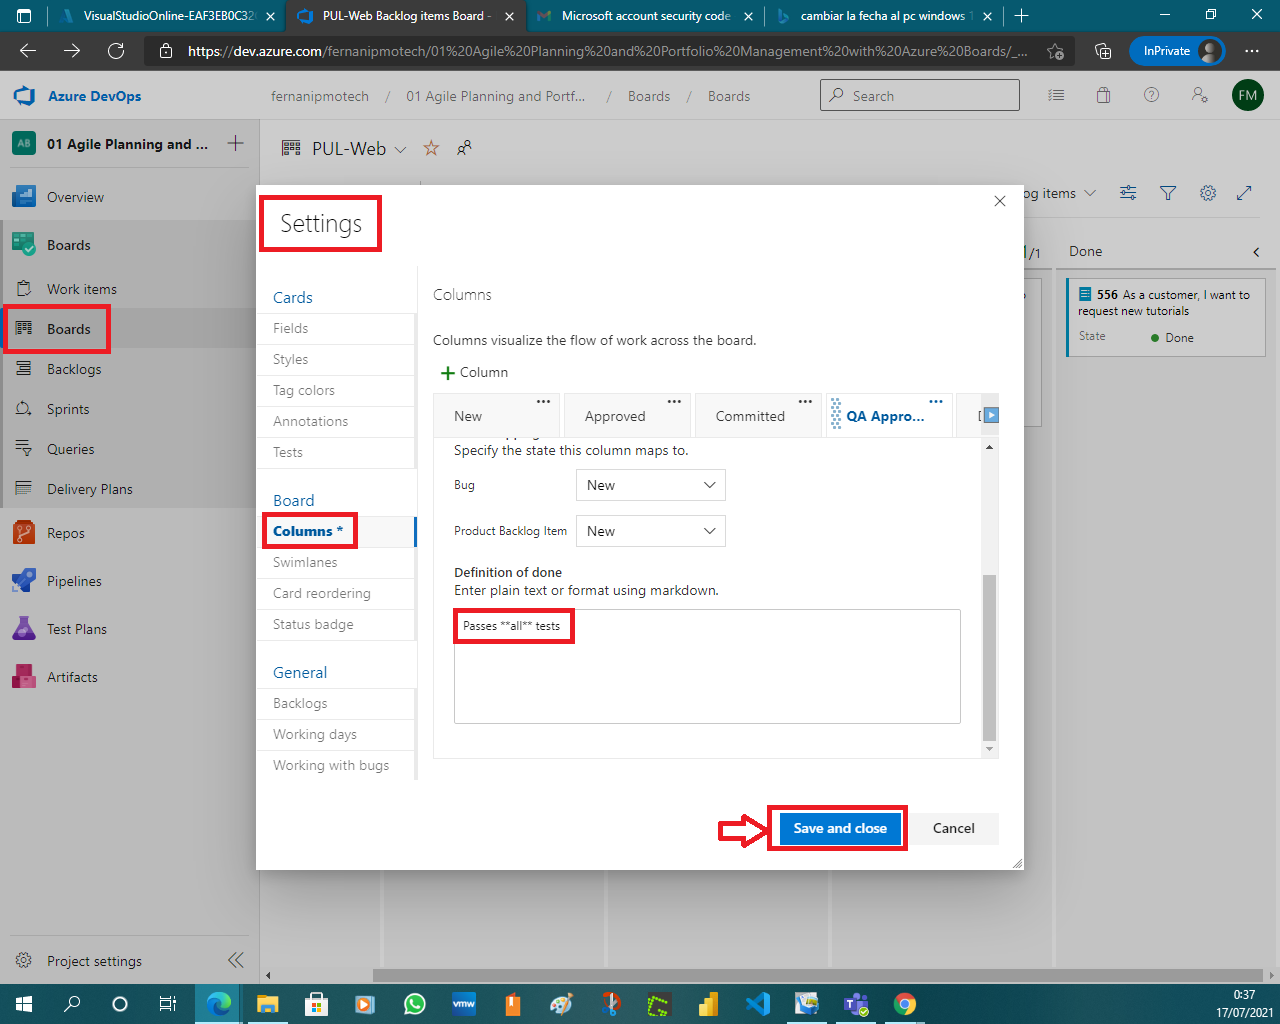 VisualStudioOnline-EAF3EB0C32
PUL-Web Backlog items Board -
Microsoft account security code
cambiar la fecha al pc windows 1
https://dev.azure.com/fernanipmotech/01%20Agile%20Planning%20and%20Portfolio%20Management%20with%20Azure%20Boards/_...
InPrivate
Azure DevOps
fernanipmotech / 01 Agile Planning and Portf... / Boards / Boards
Search
FM
AB
01 Agile Planning and ...
PUL-Web
Overview
Boards
Work items
Boards
Backlogs
Sprints
Queries
Delivery Plans
Repos
Pipelines
Test Plans
Artifacts
Project settings
og items
/1
Done
556 As a customer, I want to
request new tutorials
State
Done
Settings
Cards
Fields
Styles
Tag colors
Annotations
Tests
Board
Columns *
Swimlanes
Card reordering
Status badge
General
Backlogs
Working days
Working with bugs
Columns
Columns visualize the flow of work across the board.
+ Column
New
Approved
Committed
QA Appro...
Specify the state this column maps to.
Bug
New
Product Backlog Item
New
Definition of done
Enter plain text or format using markdown.
Passes **all** tests
Save and close
Cancel
vmw
0:37
17/07/2021